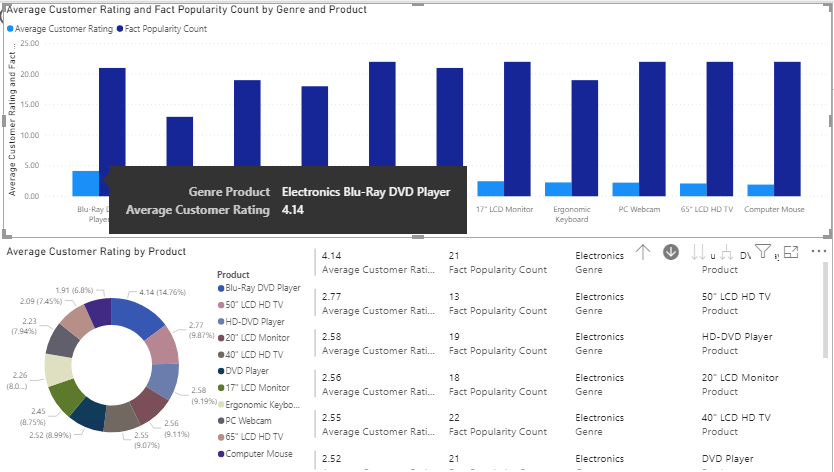 Average Customer Rating and Fact Popularity Count by Genre and Product
Average Customer Rating Fact Popularity Count
Average Customer Rating and Fact ...
25.00
20.00
15.00
10.00
5.00
0.00
Genre Product Electronics Blu-Ray DVD Player
Average Customer Rating 4.14
17" LCD Monitor
Ergonomic
Keyboard
PC Webcam
65" LCD HD TV
Computer Mouse
Average Customer Rating by Product
1.91 (6.8%)
2.09 (7.45%)
2.23
(7.94%)
2.26
(8.0...)
2.45
(8.75%)
2.52 (8.99%)
2.55
(9.07%)
2.56
(9.11%)
2.58
(9.19%)
2.77
(9.87%)
4.14 (14.76%)
Product
Blu-Ray DVD Player
50" LCD HD TV
HD-DVD Player
20" LCD Monitor
40" LCD HD TV
DVD Player
17" LCD Monitor
Ergonomic Keybo...
PC Webcam
65" LCD HD TV
Computer Mouse
4.14 21 Electronics
Average Customer Rati... Fact Popularity Count Genre Product
2.77 13 Electronics 50" LCD HD TV
Average Customer Rati... Fact Popularity Count Genre Product
2.58 19 Electronics HD-DVD Player
Average Customer Rati... Fact Popularity Count Genre Product
2.56 18 Electronics 20" LCD Monitor
Average Customer Rati... Fact Popularity Count Genre Product
2.55 22 Electronics 40" LCD HD TV
Average Customer Rati... Fact Popularity Count Genre Product
2.52 21 Electronics DVD Player